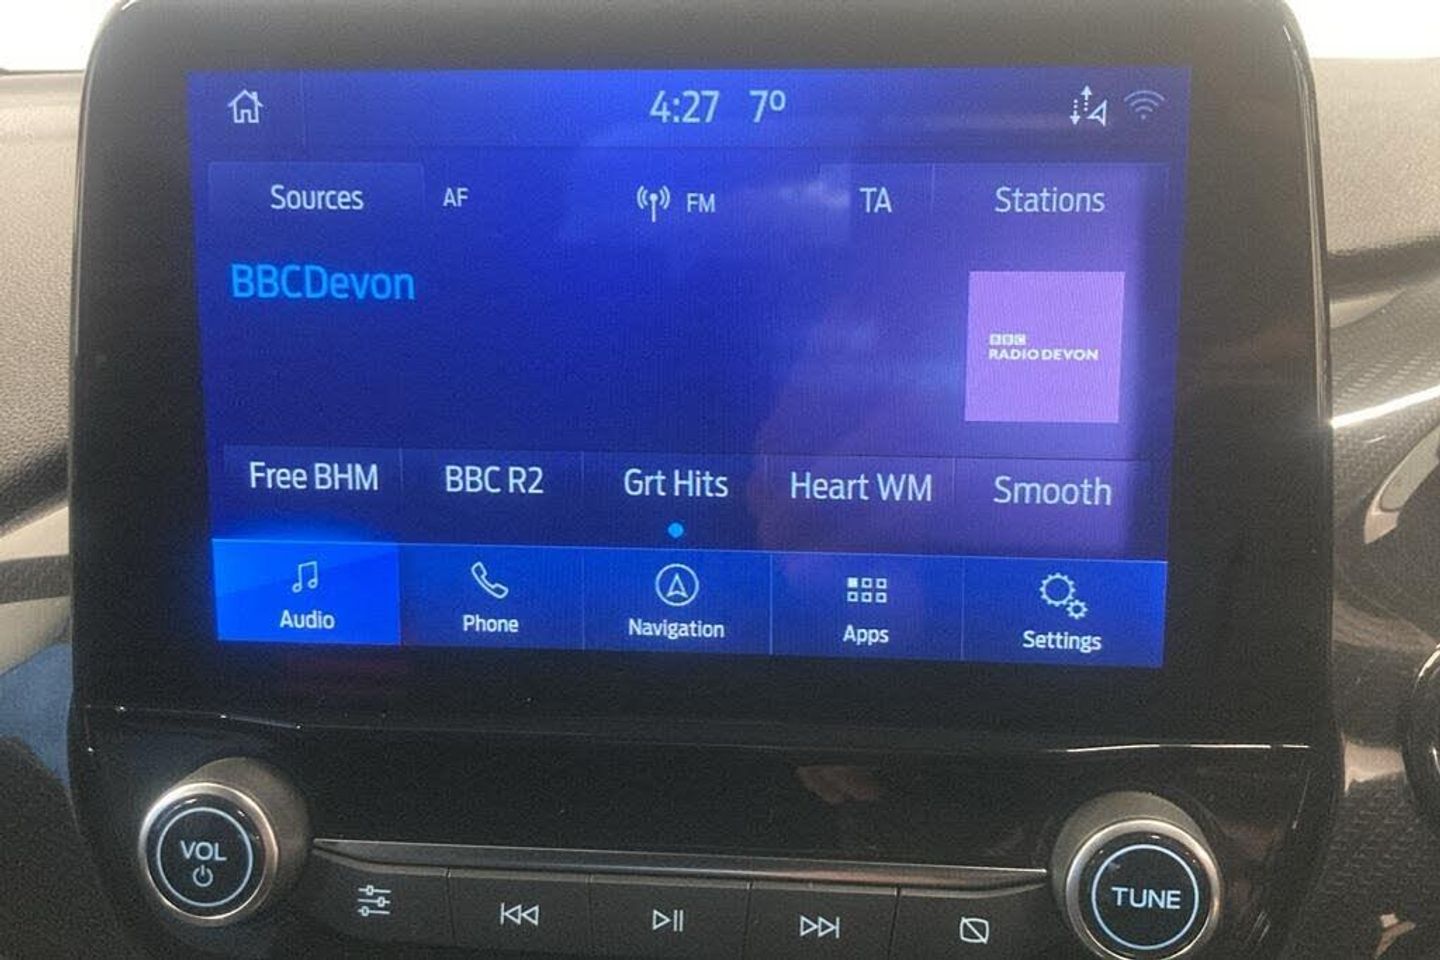 4:27 7°
Sources AF FM TA Stations
BBCDevon
BBC
RADIO DEVON
Free BHM BBC R2 Grt Hits Heart WM Smooth
Audio Phone Navigation Apps Settings
VOL
TUNE